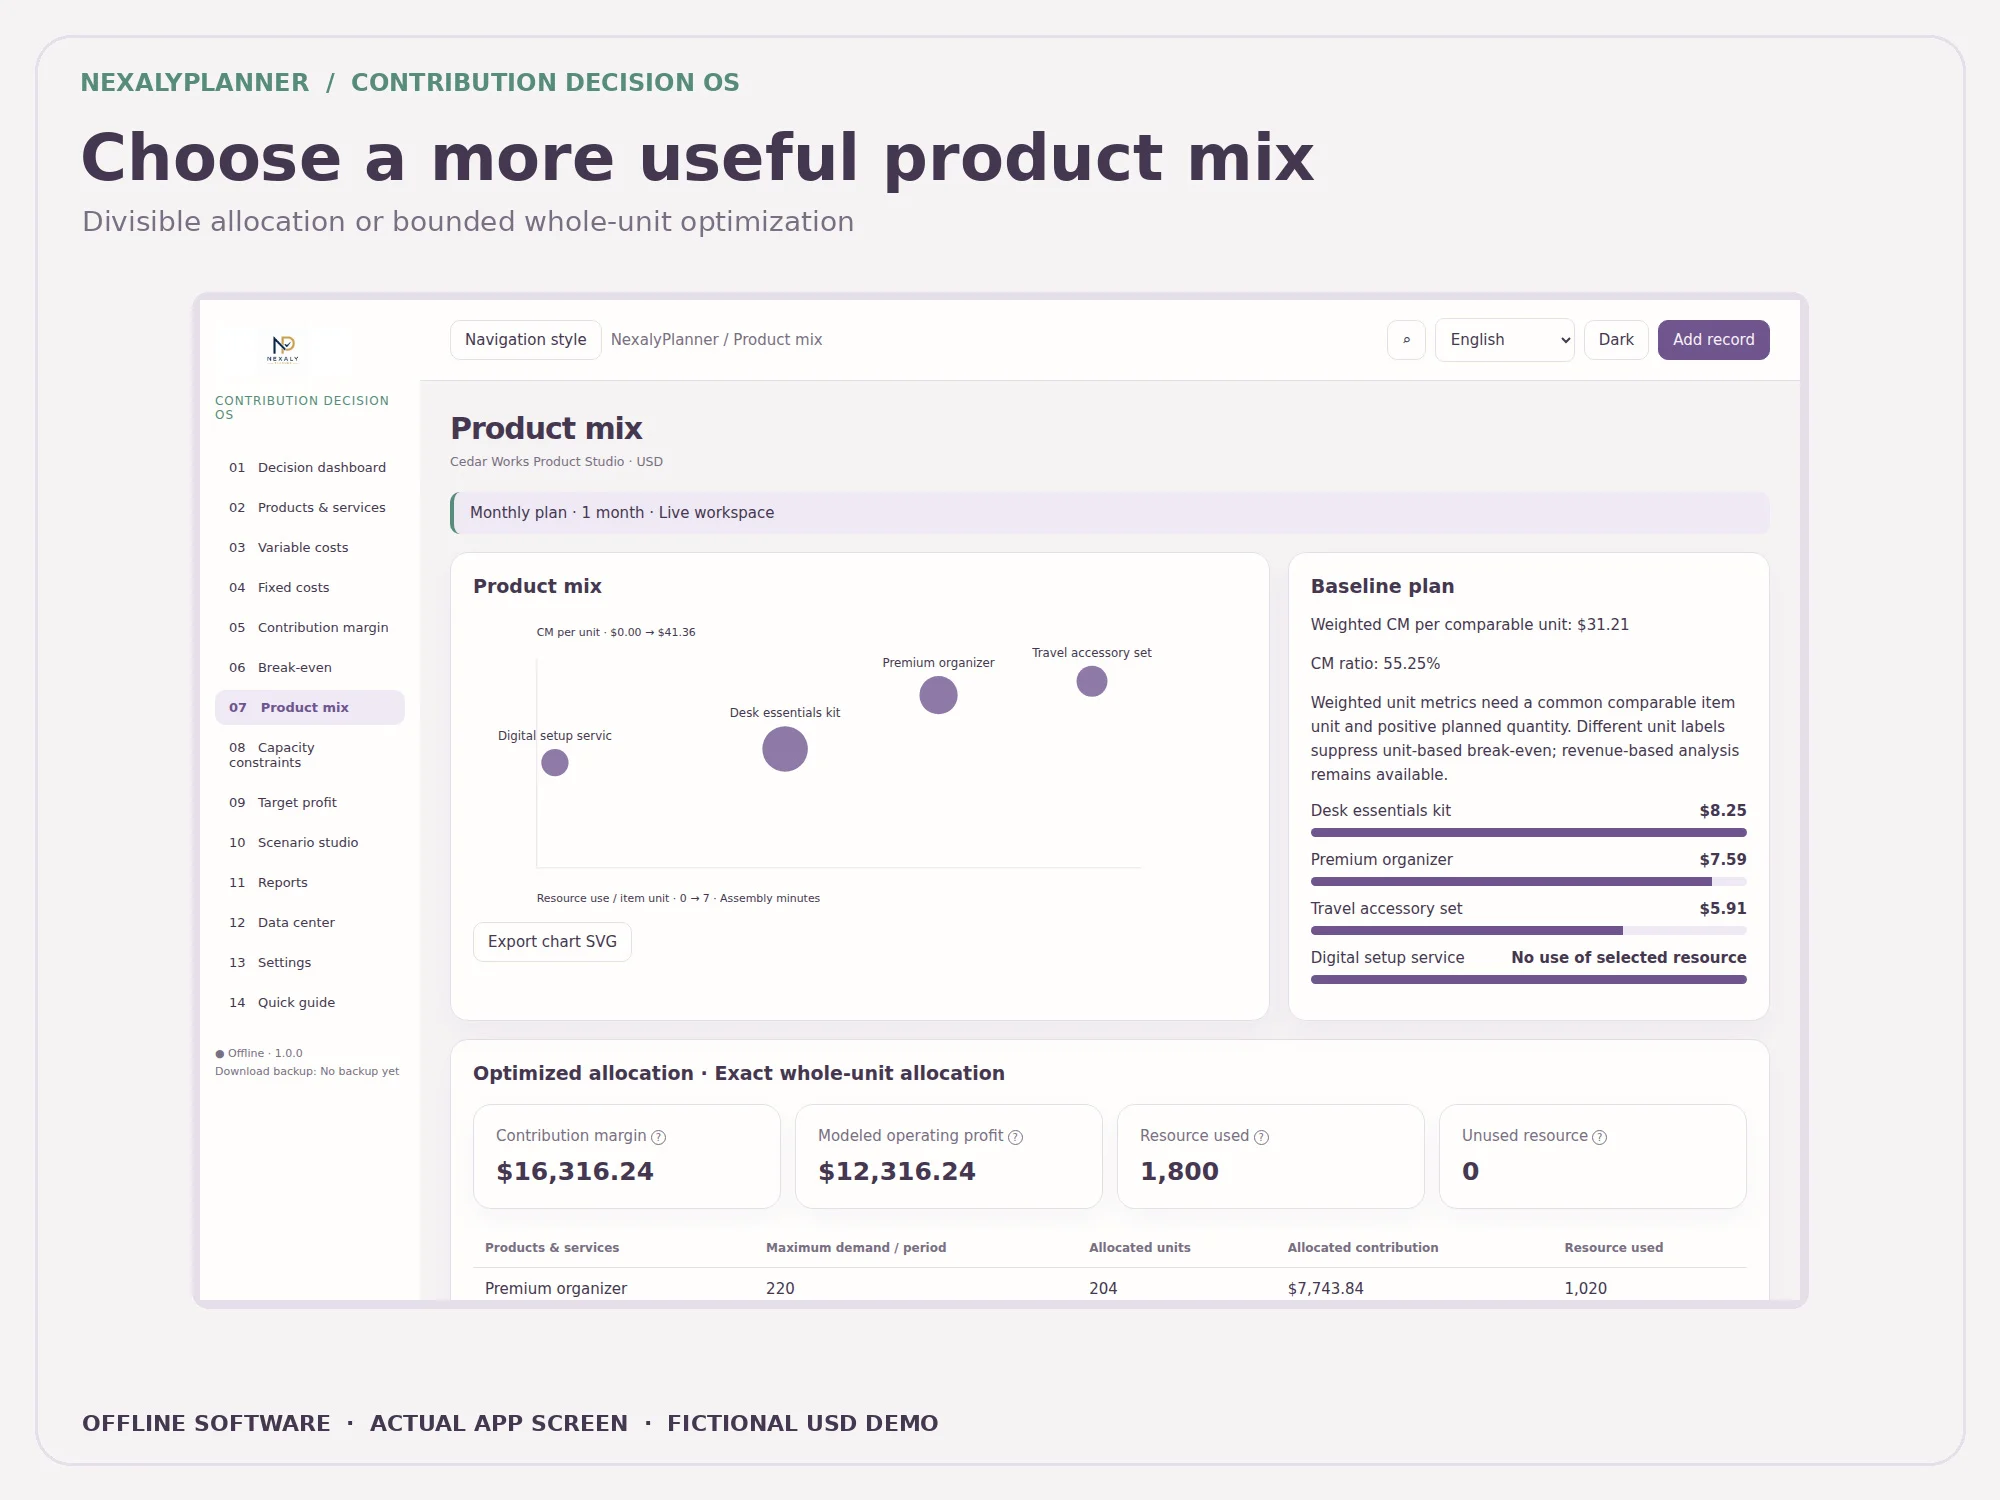 NEXALYPLANNER / CONTRIBUTION DECISION OS
Choose a more useful product mix
Divisible allocation or bounded whole-unit optimization
NEXALY
CONTRIBUTION DECISION
OS
01 Decision dashboard
02 Products & services
03 Variable costs
04 Fixed costs
05 Contribution margin
06 Break-even
07 Product mix
08 Capacity
constraints
09 Target profit
10 Scenario studio
11 Reports
12 Data center
13 Settings
14 Quick guide
Offline · 1.0.0
Download backup: No backup yet
Navigation style NexalyPlanner / Product mix English Dark Add record
Product mix
Cedar Works Product Studio · USD
Monthly plan · 1 month · Live workspace
Product mix
CM per unit · $0.00 → $41.36
Travel accessory set
Premium organizer
Desk essentials kit
Digital setup servic
Resource use / item unit · 0 → 7 · Assembly minutes
Export chart SVG
Baseline plan
Weighted CM per comparable unit: $31.21
CM ratio: 55.25%
Weighted unit metrics need a common comparable item
unit and positive planned quantity. Different unit labels
suppress unit-based break-even; revenue-based analysis
remains available.
Desk essentials kit $8.25
Premium organizer $7.59
Travel accessory set $5.91
Digital setup service No use of selected resource
Optimized allocation · Exact whole-unit allocation
Contribution margin ? Modeled operating profit ? Resource used ? Unused resource ?
$16,316.24 $12,316.24 1,800 0
Products & services Maximum demand / period Allocated units Allocated contribution Resource used
Premium organizer 220 204 $7,743.84 1,020
OFFLINE SOFTWARE · ACTUAL APP SCREEN · FICTIONAL USD DEMO